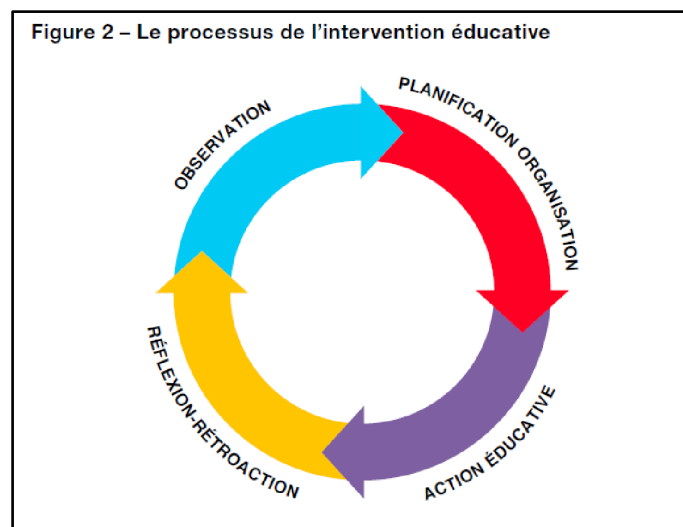 Figure 2 – Le processus de l'intervention éducative
OBSERVATION
PLANIFICATION ORGANISATION
ACTION ÉDUCATIVE
RÉFLEXION-RÉTROACTION